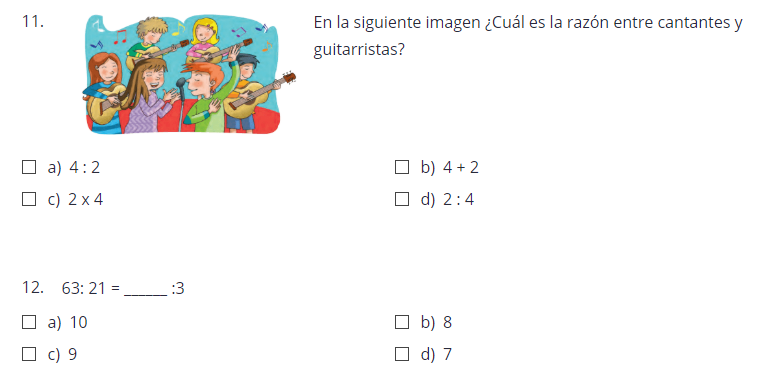 11. En la siguiente imagen ¿Cuál es la razón entre cantantes y
guitarristas?
a) 4 : 2
b) 4 + 2
c) 2 x 4
d) 2 : 4
12. 63: 21 = ______ :3
a) 10
b) 8
c) 9
d) 7